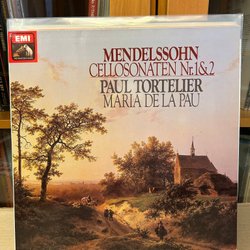 EMI
MENDELSSOHN
CELLOSONATEN Nr.1&2
PAUL TORTELIER
MARIA DE LA PAU